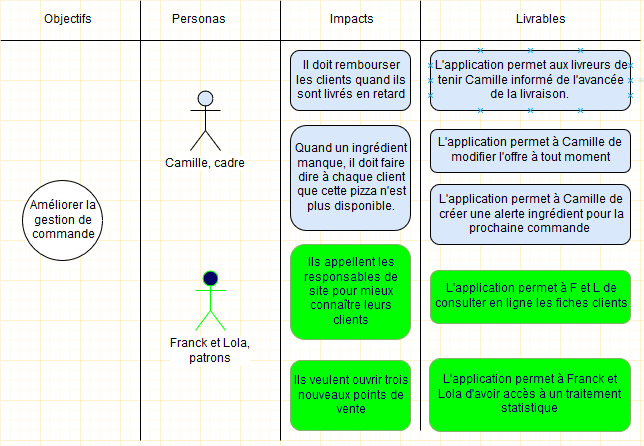 Objectifs
Personas
Impacts
Livrables
Améliorer la
gestion de
commande
Camille, cadre
Franck et Lola,
patrons
Il doit rembourser
les clients quand ils
sont livrés en retard
Quand un ingrédient
manque, il doit faire
dire à chaque client
que cette pizza n'est
plus disponible.
Ils appellent les
responsables de
site pour mieux
connaître leurs
clients
Ils veulent ouvrir trois
nouveaux points de
vente
L'application permet aux livreurs de
tenir Camille informé de l'avancée
de la livraison.
L'application permet à Camille de
modifier l'offre à tout moment
L'application permet à Camille de
créer une alerte ingrédient pour la
prochaine commande
L'application permet à F et L de
consulter en ligne les fiches clients
L'application permet à Franck et
Lola d'avoir accès à un traitement
statistique